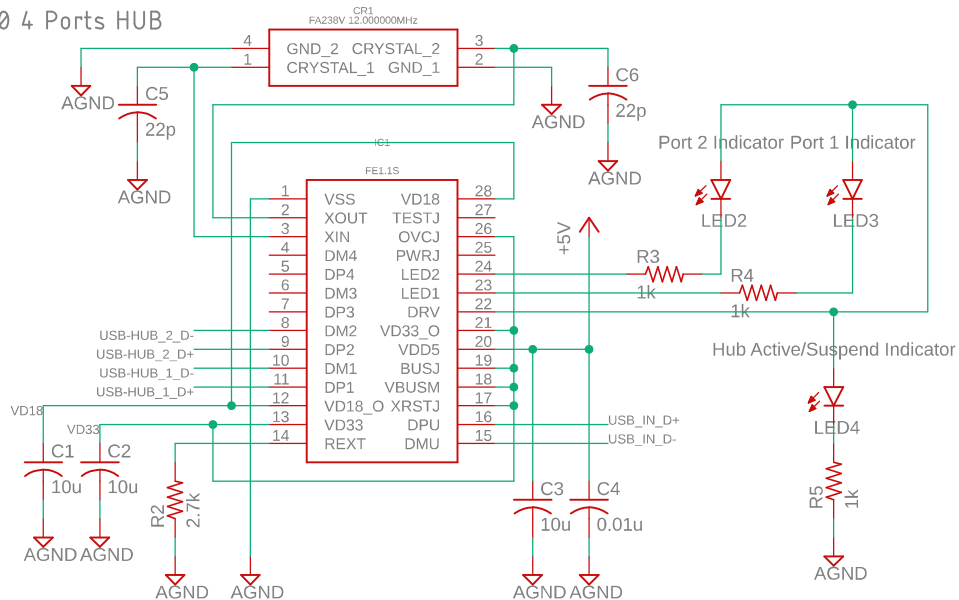 0 4 Ports HUB
CR1
FA238V 12.000000MHz
4 GND_2 CRYSTAL_2 3
1 CRYSTAL_1 GND_1 2
AGND
C5
22p
AGND
AGND
C6
22p
AGND
IC1
FE1.1S
1 VSS VD18 28
2 XOUT TESTJ 27
3 XIN OVCJ 26
4 DM4 PWRJ 25
5 DP4 LED2 24
6 DM3 LED1 23
7 DP3 DRV 22
8 DM2 VD33_O 21
9 DP2 VDD5 20
10 DM1 BUSJ 19
11 DP1 VBUSM 18
12 VD18_O XRSTJ 17
13 VD33 DPU 16
14 REXT DMU 15
USB-HUB_2_D-
USB-HUB_2_D+
USB-HUB_1_D-
USB-HUB_1_D+
VD18
VD33
C1
10u
AGND
C2
10u
AGND
R2
2.7k
AGND
AGND
+5V
USB_IN_D+
USB_IN_D-
C3
10u
AGND
C4
0.01u
AGND
Port 2 Indicator
Port 1 Indicator
LED2
LED3
R3
1k
R4
1k
Hub Active/Suspend Indicator
LED4
R5
1k
AGND